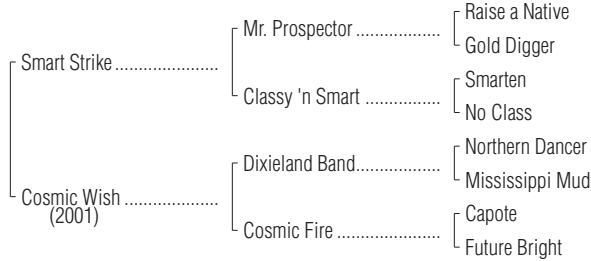 Raise a Native
Mr. Prospector ..................
Gold Digger
Smart Strike ......................
Smarten
Classy 'n Smart ................
No Class
Northern Dancer
Dixieland Band..................
Mississippi Mud
Cosmic Wish ....................
(2001)
Capote
Cosmic Fire ......................
Future Bright